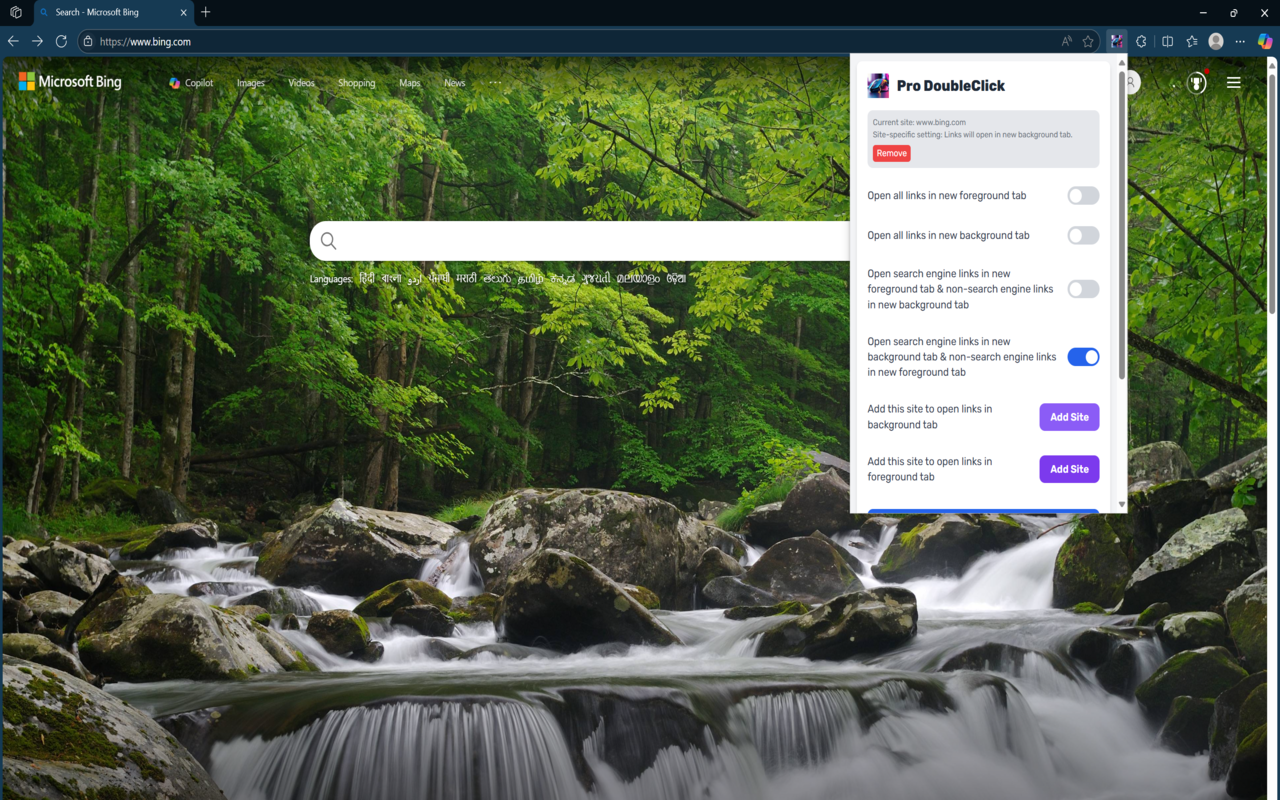 Search - Microsoft Bing
https://www.bing.com
Microsoft Bing
Copilot
Images
Videos
Shopping
Maps
News
Languages: हिंदी বাংলা اردو ਪੰਜਾਬੀ मराठी తెలుగు தமிழ் ಕನ್ನಡ ગુજરાતી മലയാളം ଓଡ଼ିଆ
Pro DoubleClick
Current site: www.bing.com
Site-specific setting: Links will open in new background tab.
Remove
Open all links in new foreground tab
Open all links in new background tab
Open search engine links in new
foreground tab & non-search engine links
in new background tab
Open search engine links in new
background tab & non-search engine links
in new foreground tab
Add this site to open links in
background tab
Add Site
Add this site to open links in
foreground tab
Add Site